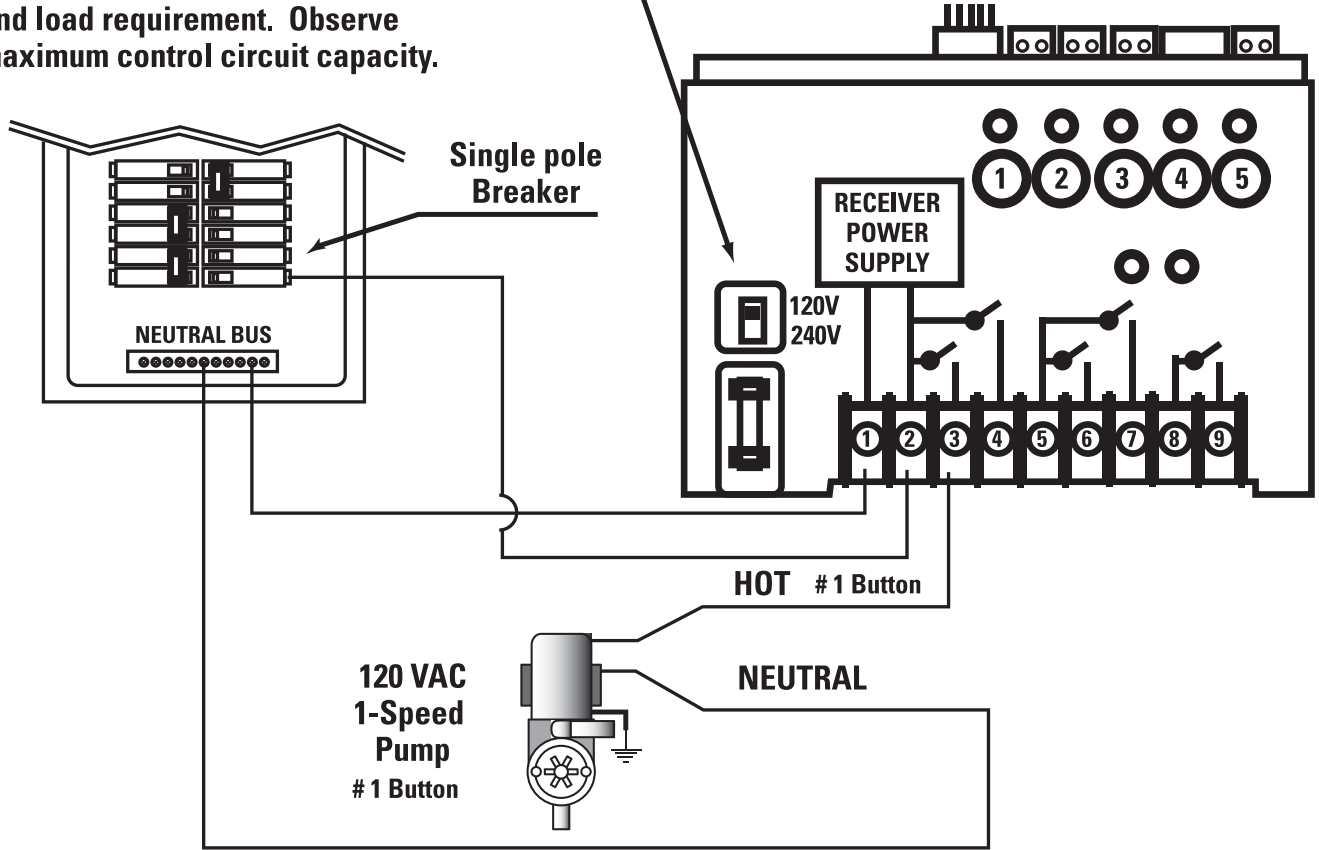 nd load requirement. Observe
maximum control circuit capacity.
Single pole
Breaker
NEUTRAL BUS
1 2 3 4 5
RECEIVER
POWER
SUPPLY
120V
240V
1 2 3 4 5 6 7 8 9
HOT # 1 Button
120 VAC
1-Speed
Pump
# 1 Button
NEUTRAL